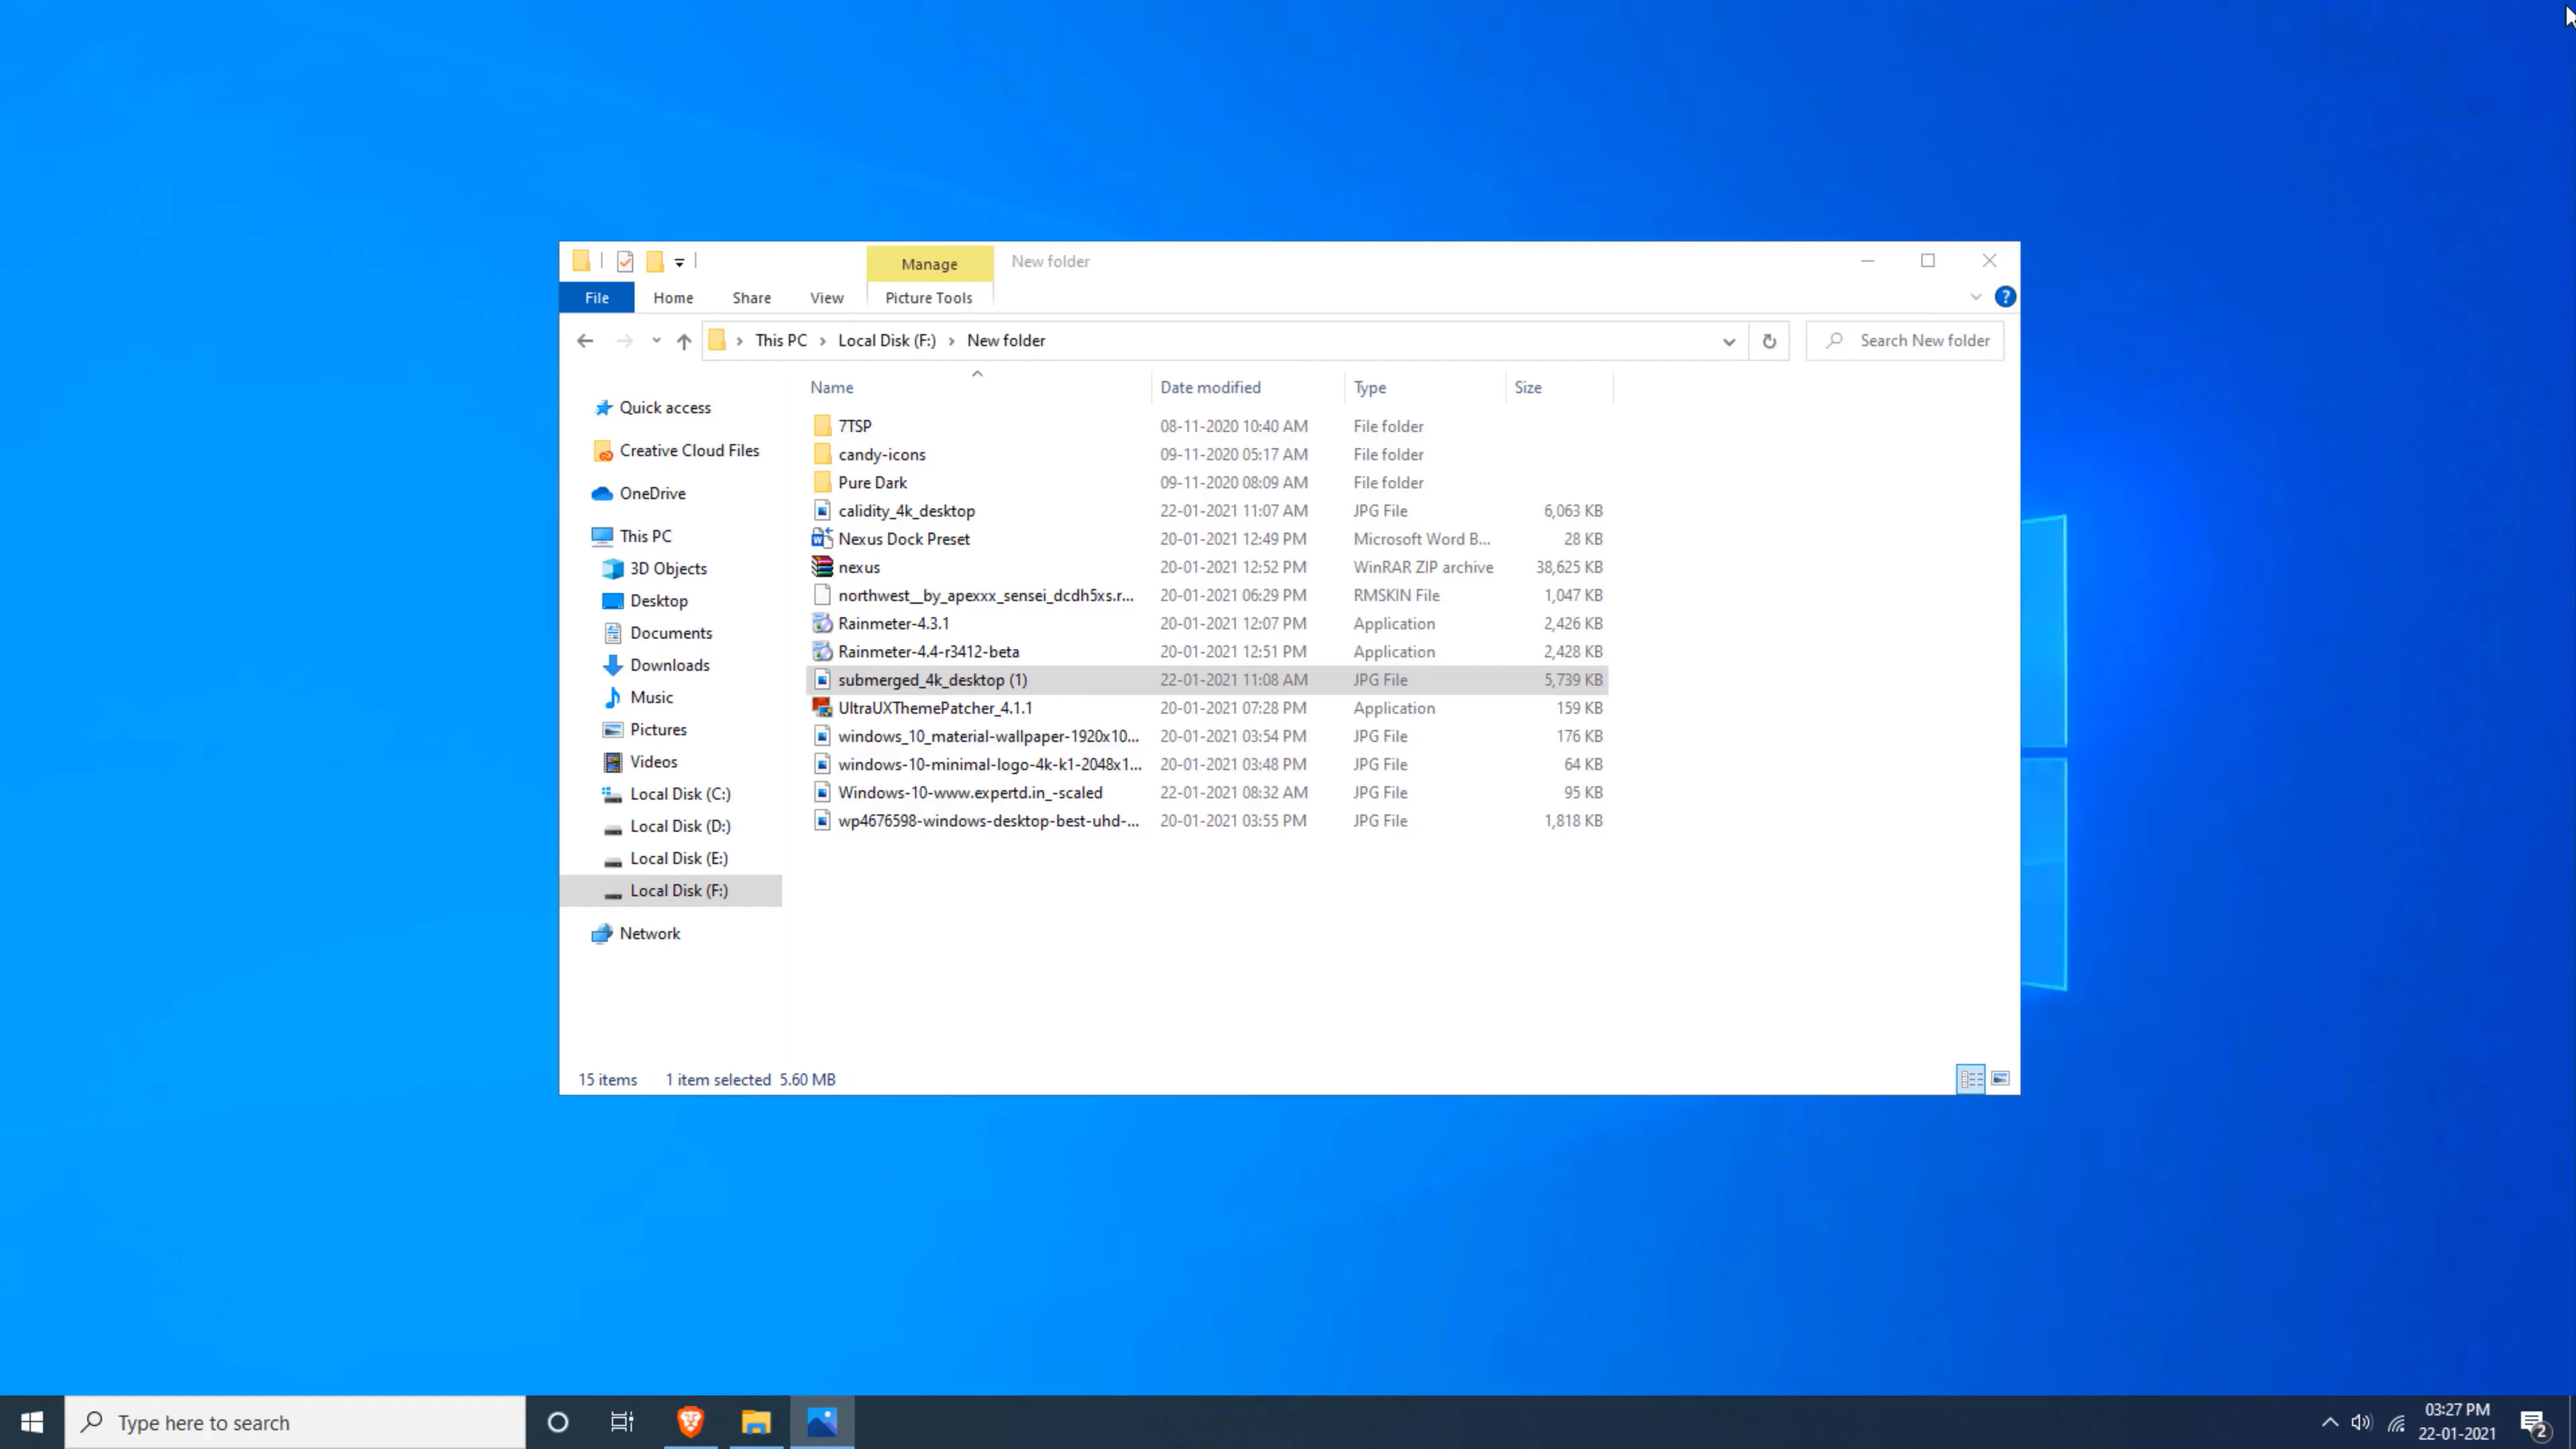 Manage
New folder
File
Home
Share
View
Picture Tools
?
This PC
Local Disk (F:)
New folder
Search New folder
Name
Date modified
Type
Size
Quick access
Creative Cloud Files
OneDrive
This PC
3D Objects
Desktop
Documents
Downloads
Music
Pictures
Videos
Local Disk (C:)
Local Disk (D:)
Local Disk (E:)
Local Disk (F:)
Network
7TSP 08-11-2020 10:40 AM File folder
candy-icons 09-11-2020 05:17 AM File folder
Pure Dark 09-11-2020 08:09 AM File folder
calidity_4k_desktop 22-01-2021 11:07 AM JPG File 6,063 KB
Nexus Dock Preset 20-01-2021 12:49 PM Microsoft Word B... 28 KB
nexus 20-01-2021 12:52 PM WinRAR ZIP archive 38,625 KB
northwest__by_apexxx_sensei_dcdh5xs.r... 20-01-2021 06:29 PM RMSKIN File 1,047 KB
Rainmeter-4.3.1 20-01-2021 12:07 PM Application 2,426 KB
Rainmeter-4.4-r3412-beta 20-01-2021 12:51 PM Application 2,428 KB
submerged_4k_desktop (1) 22-01-2021 11:08 AM JPG File 5,739 KB
UltraUXThemePatcher_4.1.1 20-01-2021 07:28 PM Application 159 KB
windows_10_material-wallpaper-1920x10... 20-01-2021 03:54 PM JPG File 176 KB
windows-10-minimal-logo-4k-k1-2048x1... 20-01-2021 03:48 PM JPG File 64 KB
Windows-10-www.expertd.in_-scaled 22-01-2021 08:32 AM JPG File 95 KB
wp4676598-windows-desktop-best-uhd-... 20-01-2021 03:55 PM JPG File 1,818 KB
15 items 1 item selected 5.60 MB
Type here to search
03:27 PM
22-01-2021
2